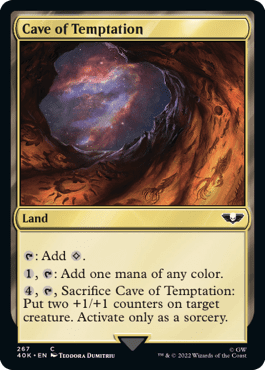 Cave of Temptation
Land
: Add .
1, : Add one mana of any color.
4, , Sacrifice Cave of Temptation:
Put two +1/+1 counters on target
creature. Activate only as a sorcery.
267 C © GW
40K • EN Teodora Dumitriu ™ & © 2022 Wizards of the Coast